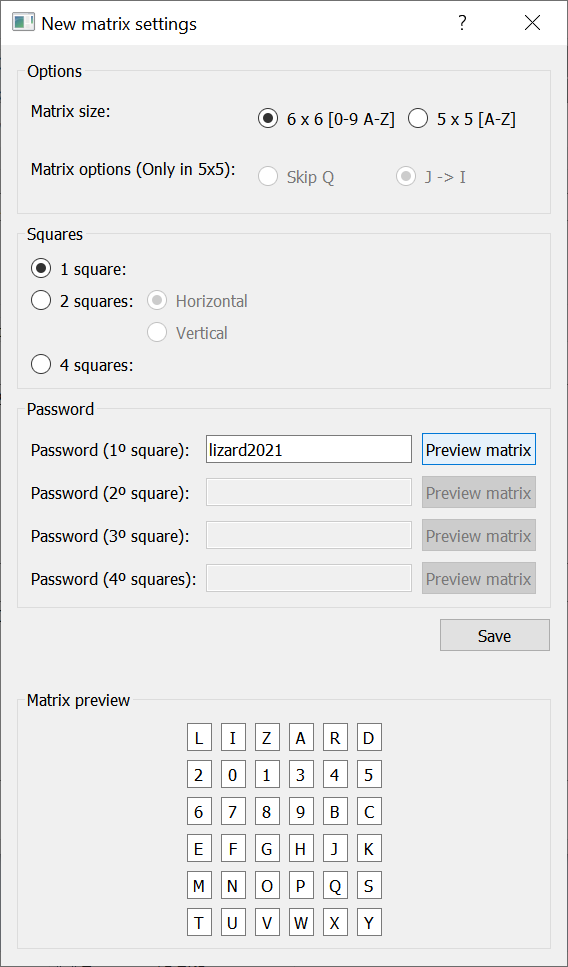 New matrix settings ?
Options
Matrix size: 6 x 6 [0-9 A-Z] 5 x 5 [A-Z]
Matrix options (Only in 5x5): Skip Q J -> I
Squares
1 square:
2 squares: Horizontal
Vertical
4 squares:
Password
Password (1º square): lizard2021 Preview matrix
Password (2º square): Preview matrix
Password (3º square): Preview matrix
Password (4º squares): Preview matrix
Save
Matrix preview
L I Z A R D
2 0 1 3 4 5
6 7 8 9 B C
E F G H J K
M N O P Q S
T U V W X Y